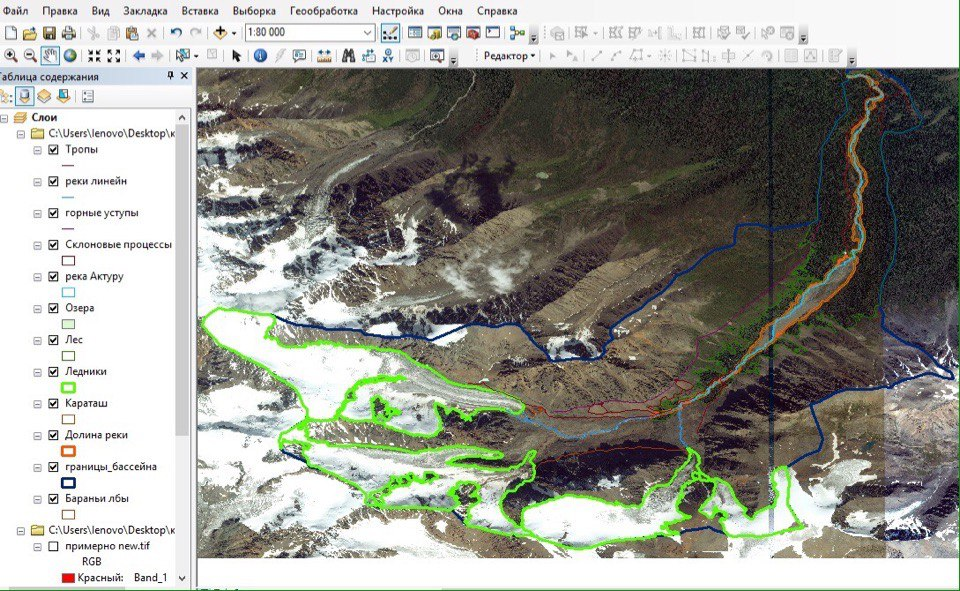 Файл Правка Вид Закладка Вставка Выборка Геообработка Настройка Окна Справка
1:80 000
Редактор
Таблица содержания
Слои
C:\Users\lenovo\Desktop\к
Тропы
реки линейн
горные уступы
Склоновые процессы
река Актуру
Озера
Лес
Ледники
Караташ
Долина реки
границы_бассейна
Бараньи лбы
C:\Users\lenovo\Desktop\к
примерно new.tif
RGB
Красный: Band_1